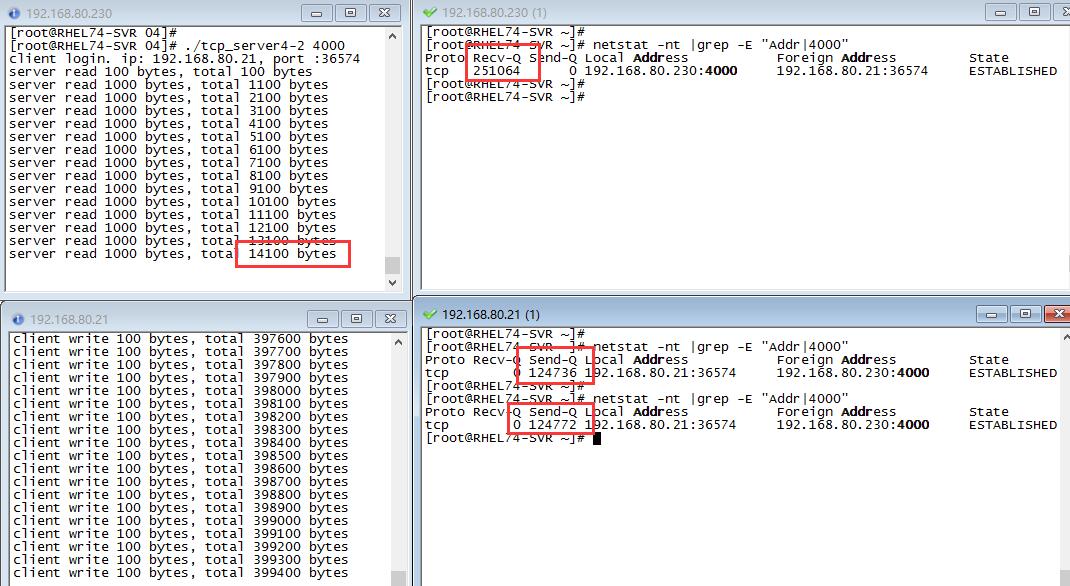 192.168.80.230
[root@RHEL74-SVR 04]#
[root@RHEL74-SVR 04]# ./tcp_server4-2 4000
client login. ip: 192.168.80.21, port :36574
server read 100 bytes, total 100 bytes
server read 1000 bytes, total 1100 bytes
server read 1000 bytes, total 2100 bytes
server read 1000 bytes, total 3100 bytes
server read 1000 bytes, total 4100 bytes
server read 1000 bytes, total 5100 bytes
server read 1000 bytes, total 6100 bytes
server read 1000 bytes, total 7100 bytes
server read 1000 bytes, total 8100 bytes
server read 1000 bytes, total 9100 bytes
server read 1000 bytes, total 10100 bytes
server read 1000 bytes, total 11100 bytes
server read 1000 bytes, total 12100 bytes
server read 1000 bytes, total 13100 bytes
server read 1000 bytes, total 14100 bytes
192.168.80.230 (1)
[root@RHEL74-SVR ~]#
[root@RHEL74-SVR ~]# netstat -nt |grep -E "Addr|4000"
Proto Recv-Q Send-Q Local Address Foreign Address State
tcp 251064 0 192.168.80.230:4000 192.168.80.21:36574 ESTABLISHED
[root@RHEL74-SVR ~]#
[root@RHEL74-SVR ~]#
192.168.80.21
client write 100 bytes, total 397600 bytes
client write 100 bytes, total 397700 bytes
client write 100 bytes, total 397800 bytes
client write 100 bytes, total 397900 bytes
client write 100 bytes, total 398000 bytes
client write 100 bytes, total 398100 bytes
client write 100 bytes, total 398200 bytes
client write 100 bytes, total 398300 bytes
client write 100 bytes, total 398400 bytes
client write 100 bytes, total 398500 bytes
client write 100 bytes, total 398600 bytes
client write 100 bytes, total 398700 bytes
client write 100 bytes, total 398800 bytes
client write 100 bytes, total 398900 bytes
client write 100 bytes, total 399000 bytes
client write 100 bytes, total 399100 bytes
client write 100 bytes, total 399200 bytes
client write 100 bytes, total 399300 bytes
client write 100 bytes, total 399400 bytes
192.168.80.21 (1)
[root@RHEL74-SVR ~]#
[root@RHEL74-SVR ~]# netstat -nt |grep -E "Addr|4000"
Proto Recv-Q Send-Q Local Address Foreign Address State
tcp 0 124736 192.168.80.21:36574 192.168.80.230:4000 ESTABLISHED
[root@RHEL74-SVR ~]#
[root@RHEL74-SVR ~]# netstat -nt |grep -E "Addr|4000"
Proto Recv-Q Send-Q Local Address Foreign Address State
tcp 0 124772 192.168.80.21:36574 192.168.80.230:4000 ESTABLISHED
[root@RHEL74-SVR ~]#